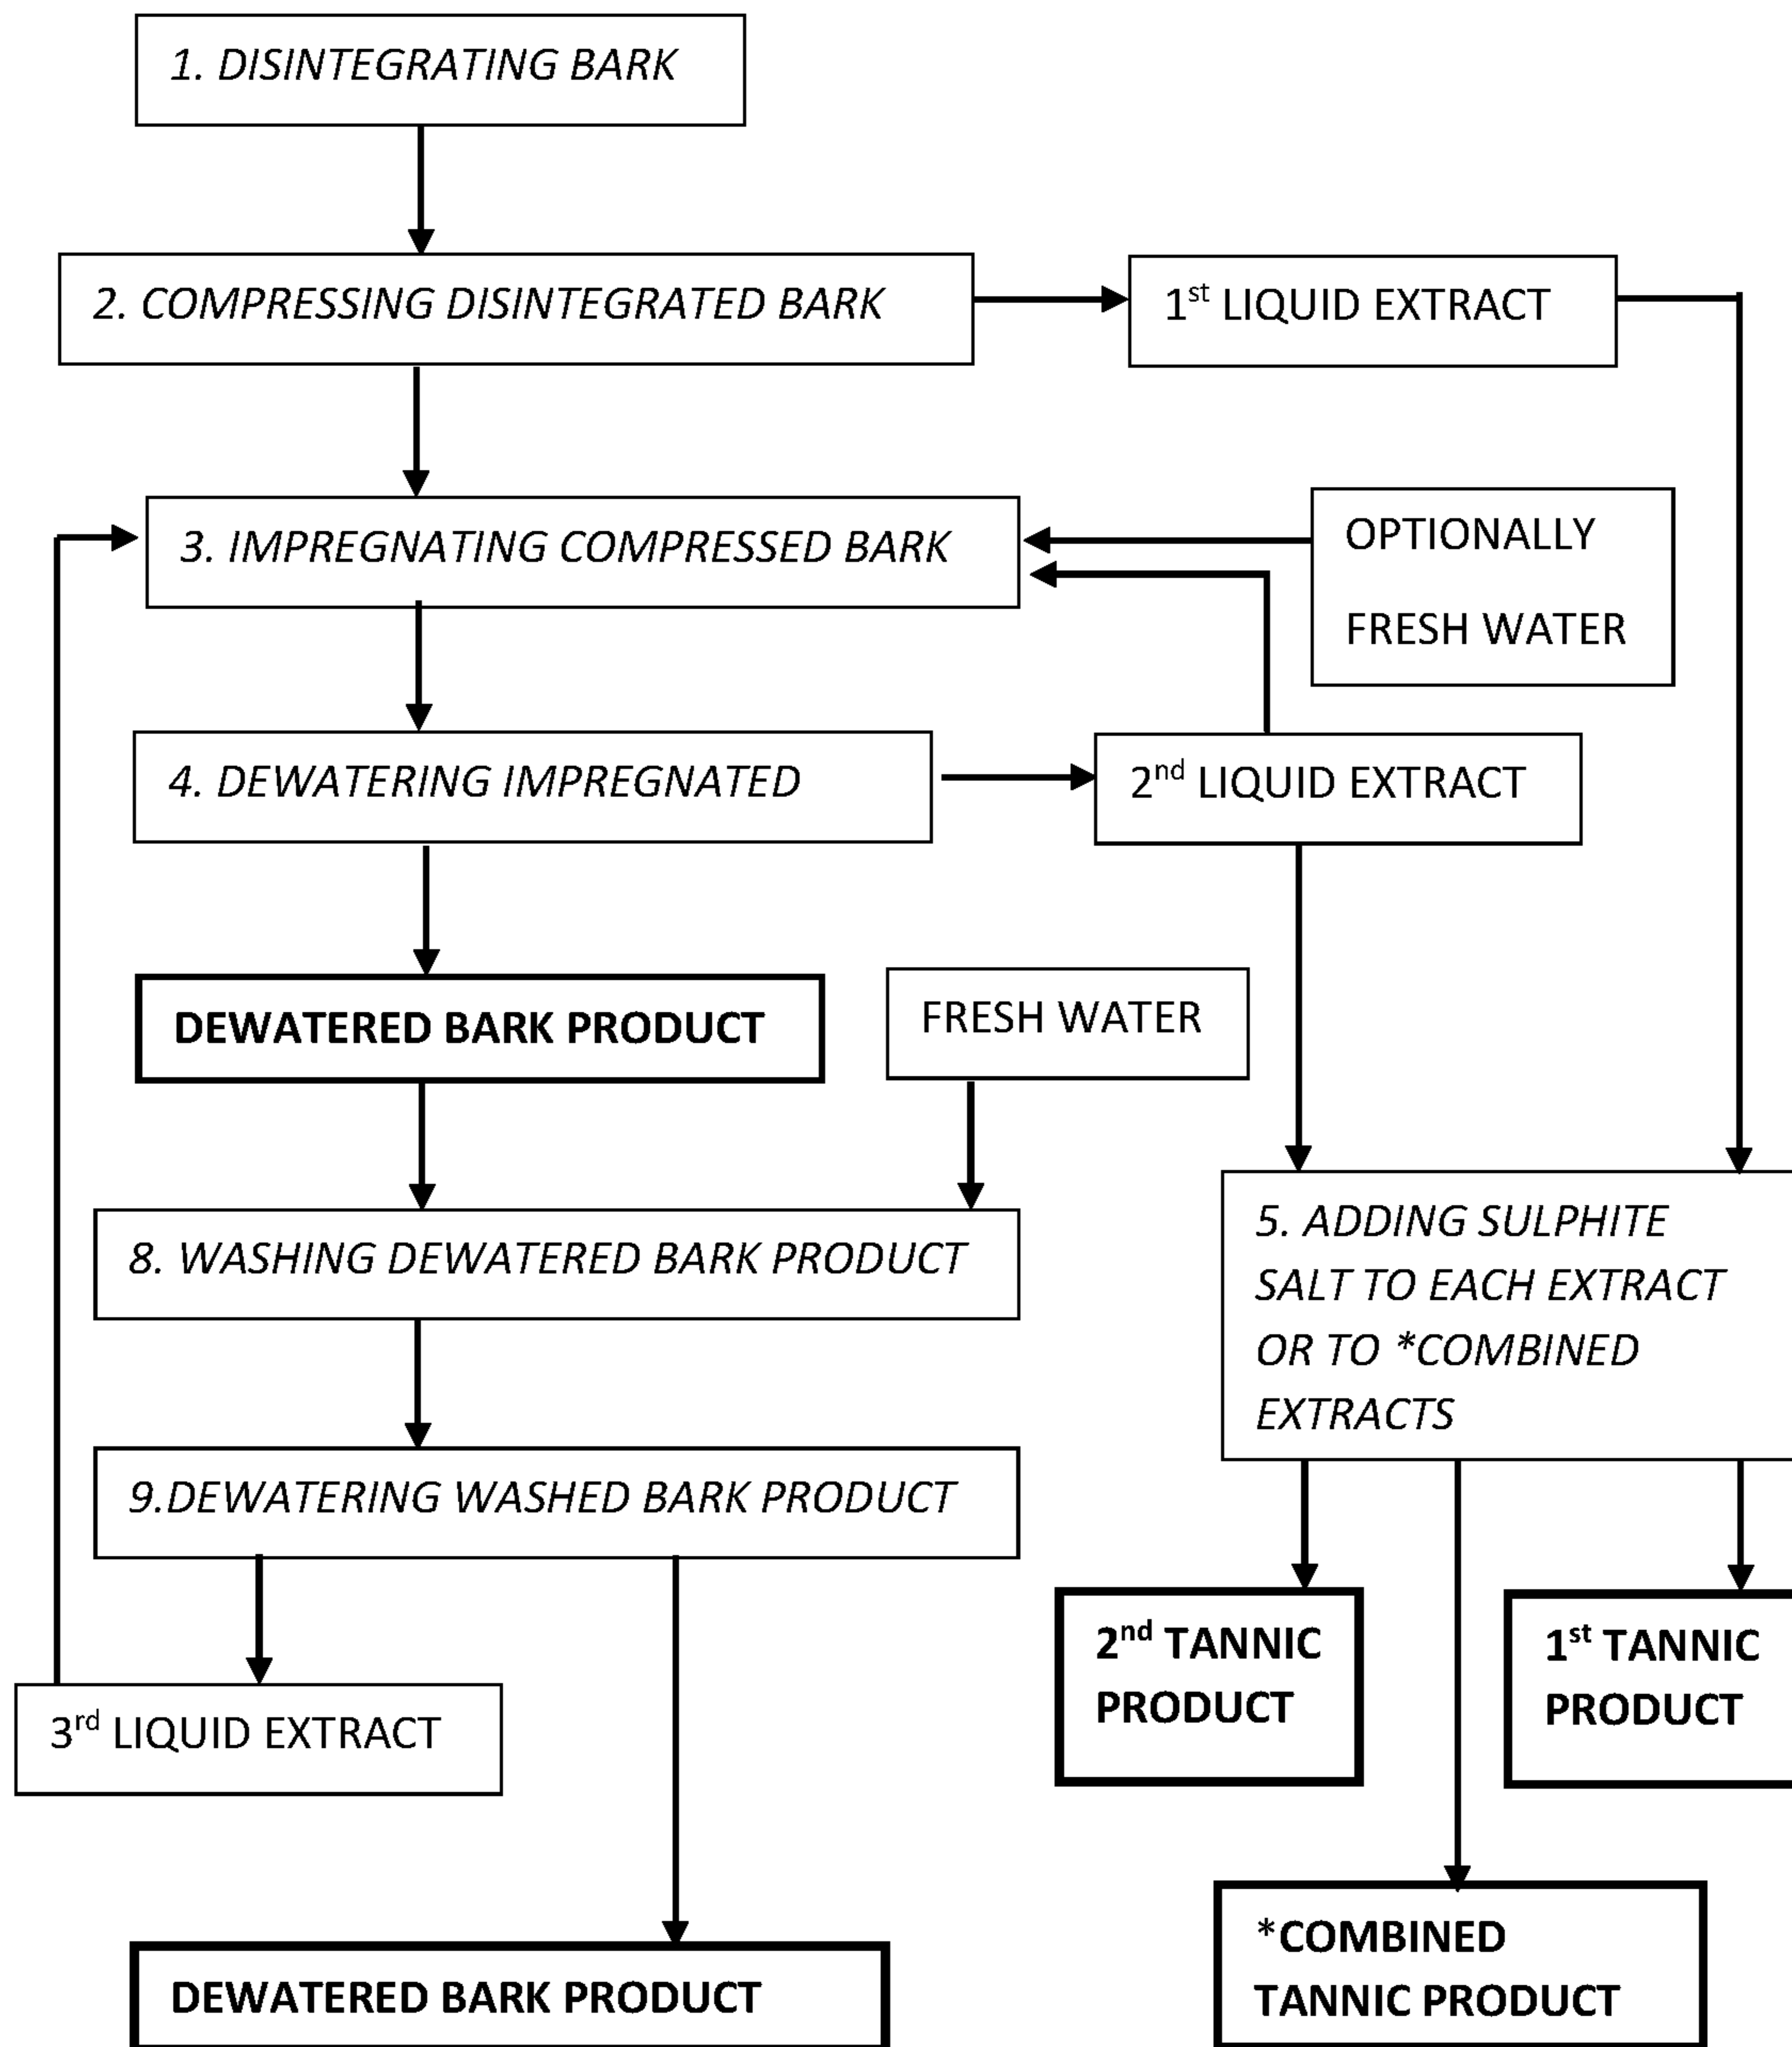 1. DISINTEGRATING BARK
2. COMPRESSING DISINTEGRATED BARK
1st LIQUID EXTRACT
3. IMPREGNATING COMPRESSED BARK
OPTIONALLY
FRESH WATER
4. DEWATERING IMPREGNATED
2nd LIQUID EXTRACT
DEWATERED BARK PRODUCT
FRESH WATER
8. WASHING DEWATERED BARK PRODUCT
5. ADDING SULPHITE
SALT TO EACH EXTRACT
OR TO *COMBINED
EXTRACTS
9.DEWATERING WASHED BARK PRODUCT
2nd TANNIC
PRODUCT
1st TANNIC
PRODUCT
3rd LIQUID EXTRACT
DEWATERED BARK PRODUCT
*COMBINED
TANNIC PRODUCT